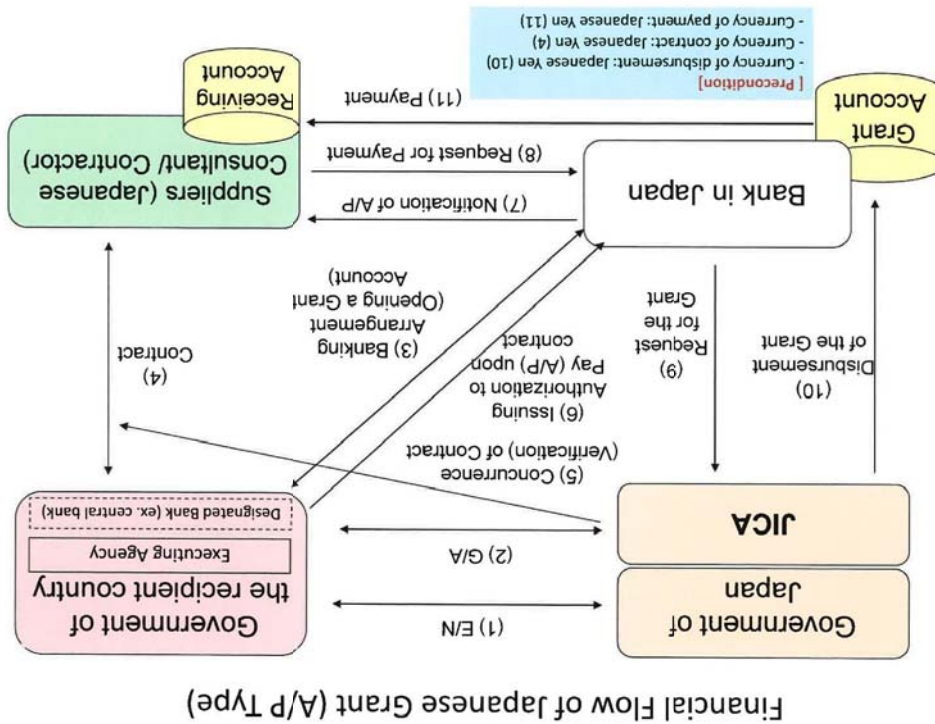 Financial Flow of Japanese Grant (A/P Type)
Government of
Japan
JICA
(1) E/N
(2) G/A
Government of
the recipient country
Executing Agency
Designated Bank (ex. central bank)
(5) Concurrence
(Verification) of Contract
(10)
Disbursement
of the Grant
(9)
Request
for the
Grant
(6) Issuing
Authorization to
Pay (A/P) upon
contract
(3) Banking
Arrangement
(Opening a Grant
Account)
(4)
Contract
Bank in Japan
(7) Notification of A/P
(8) Request for Payment
(11) Payment
Suppliers (Japanese
Consultant/ Contractor)
Grant
Account
Receiving
Account
[ Precondition]
- Currency of disbursement: Japanese Yen (10)
- Currency of contract: Japanese Yen (4)
- Currency of payment: Japanese Yen (11)